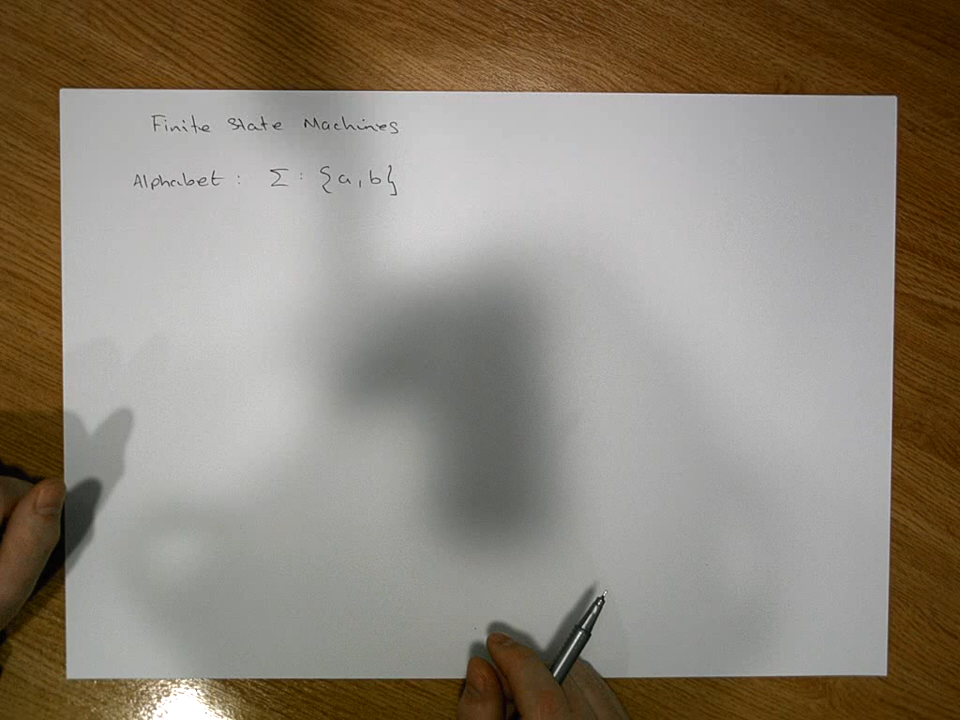 Finite State Machines
Alphabet : Σ : {a, b}